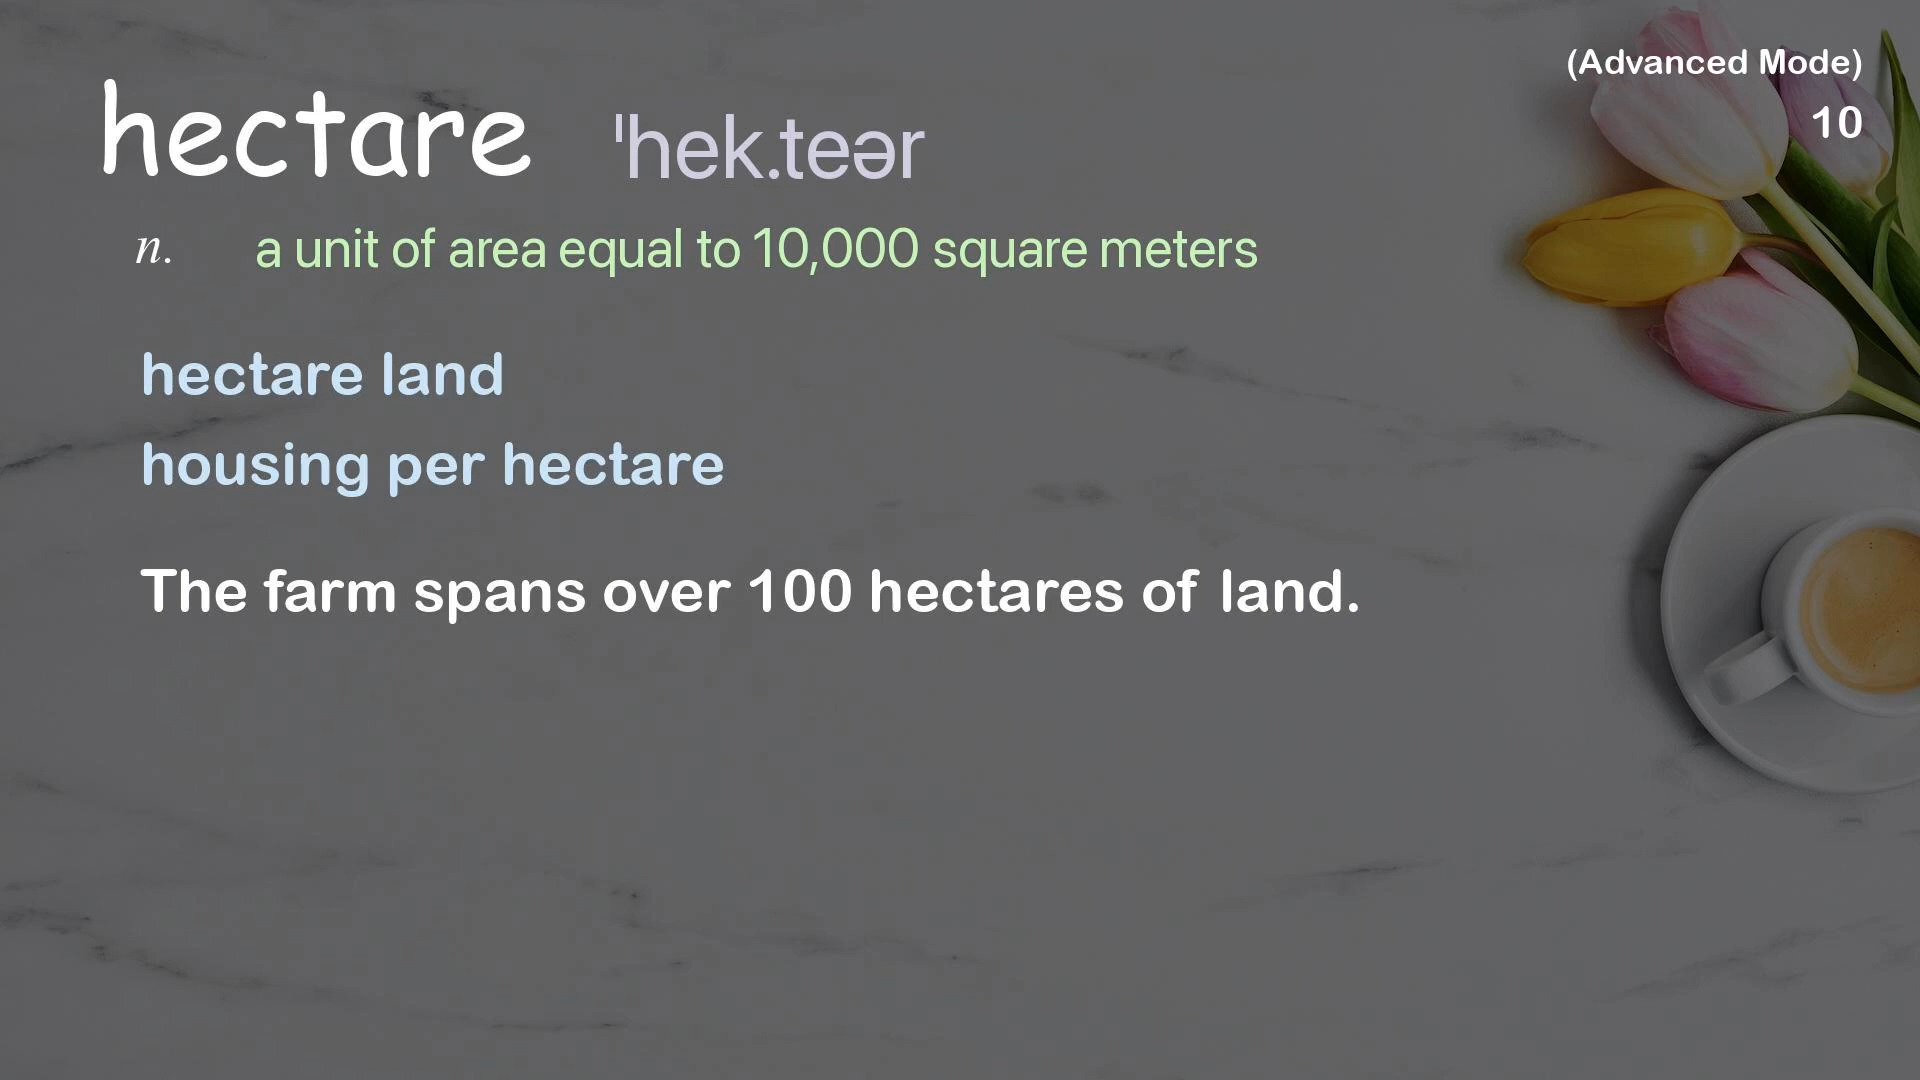 (Advanced Mode)
10
hectare ˈhek.teər
n. a unit of area equal to 10,000 square meters
hectare land
housing per hectare
The farm spans over 100 hectares of land.